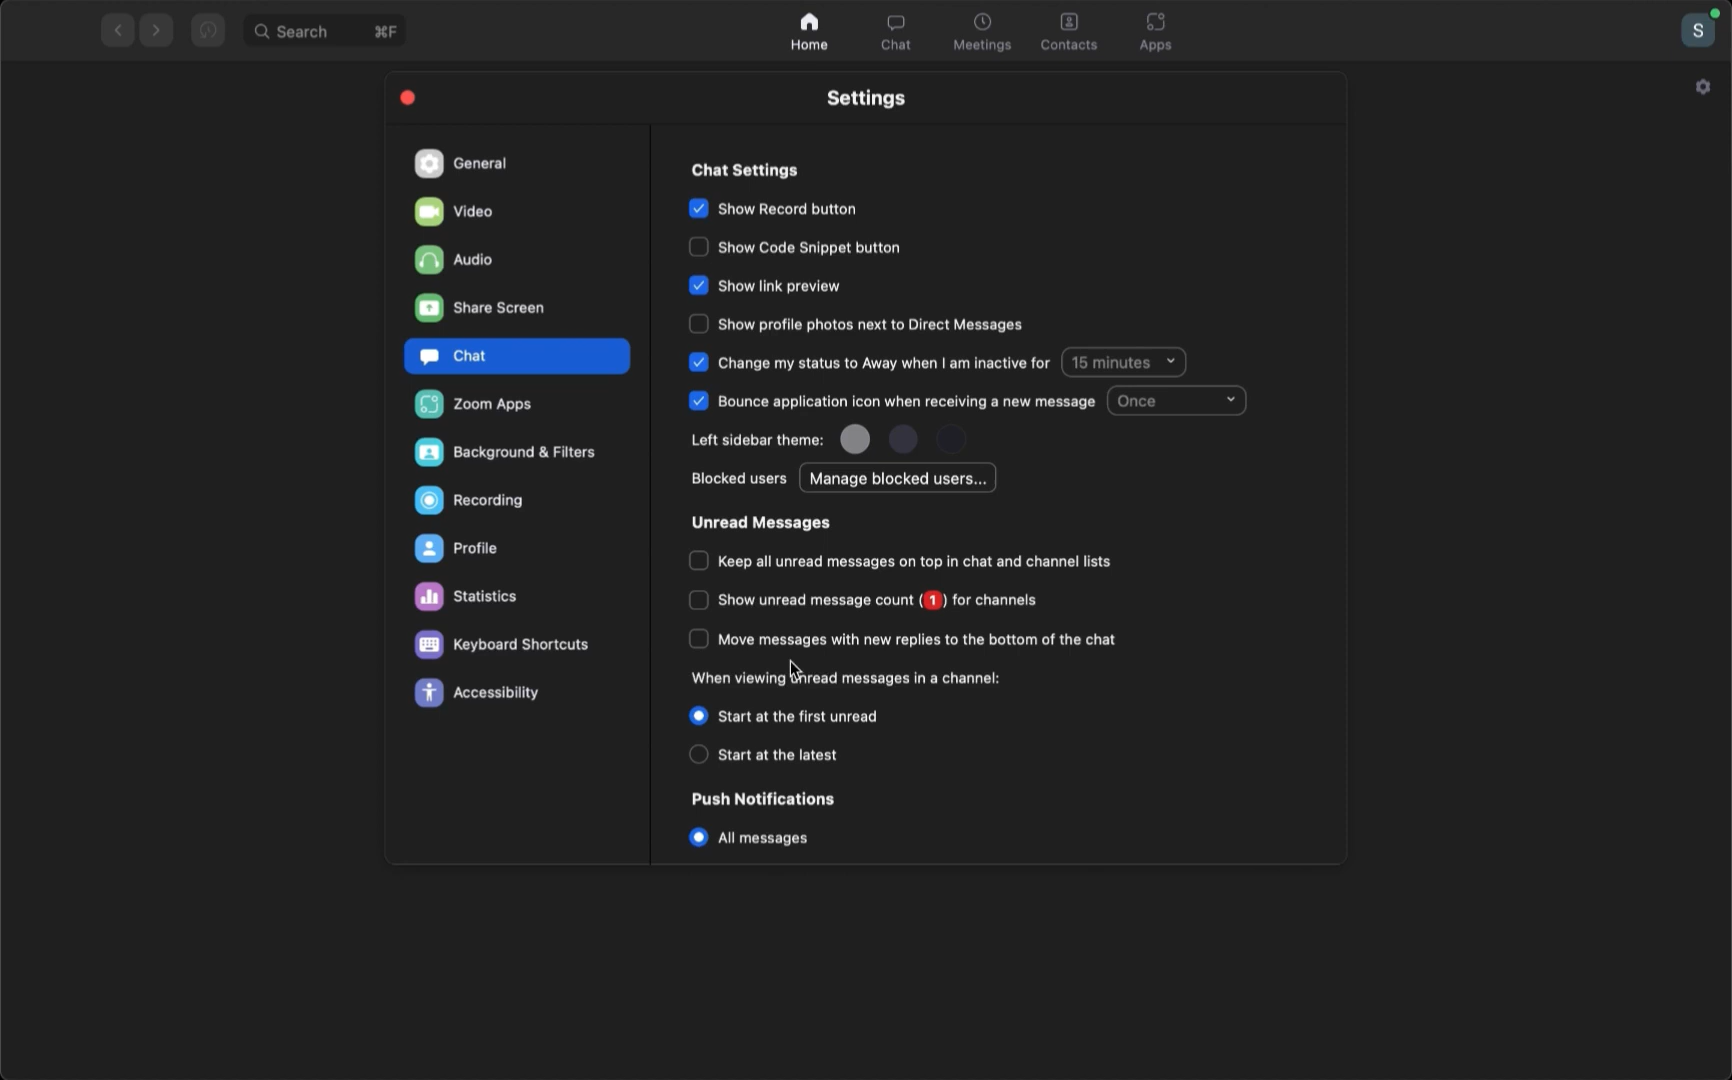 Search ⌘F
Home
Chat
Meetings
Contacts
Apps
S
Settings
General
Video
Audio
Share Screen
Chat
Zoom Apps
Background & Filters
Recording
Profile
Statistics
Keyboard Shortcuts
Accessibility
Chat Settings
Show Record button
Show Code Snippet button
Show link preview
Show profile photos next to Direct Messages
Change my status to Away when I am inactive for 15 minutes
Bounce application icon when receiving a new message Once
Left sidebar theme:
Blocked users Manage blocked users...
Unread Messages
Keep all unread messages on top in chat and channel lists
Show unread message count (1) for channels
Move messages with new replies to the bottom of the chat
When viewing unread messages in a channel:
Start at the first unread
Start at the latest
Push Notifications
All messages